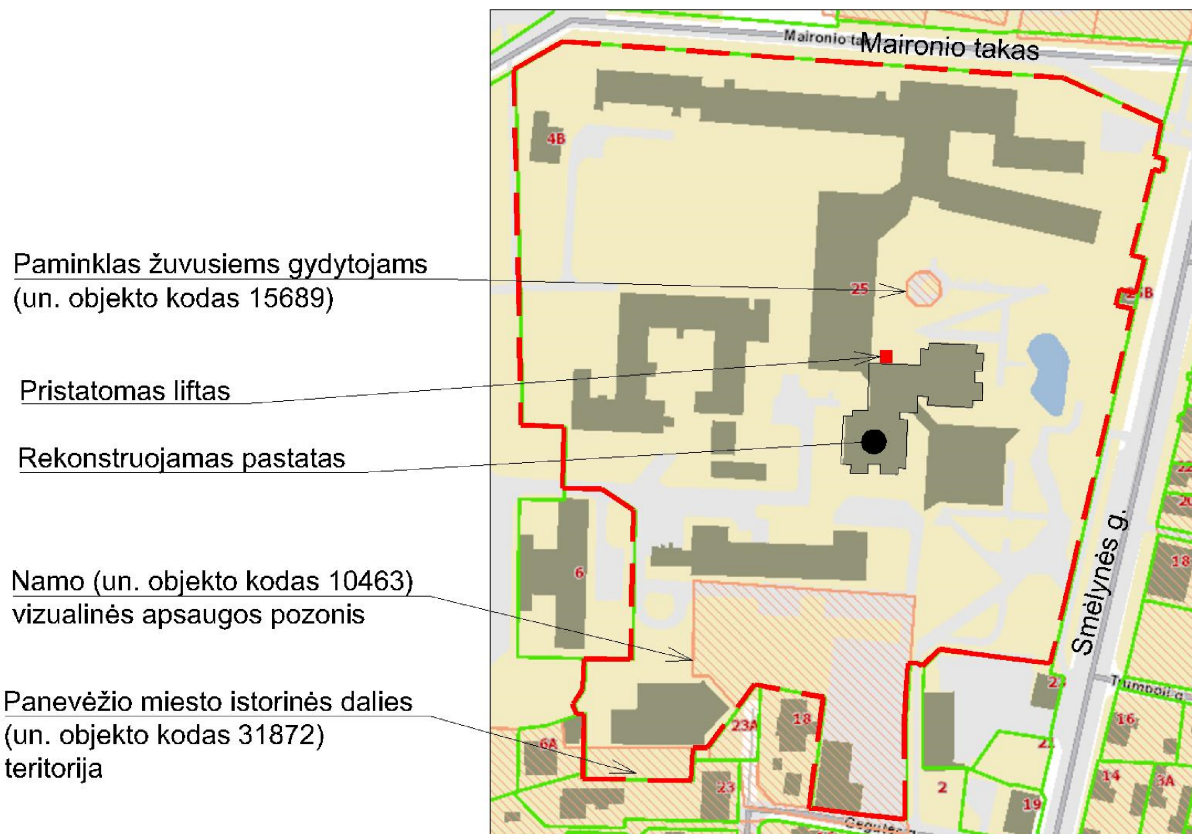 Maironio tak
Maironio takas
4B
Paminklas žuvusiems gydytojams
(un. objekto kodas 15689)
25
Pristatomas liftas
Rekonstruojamas pastatas
20
18
Namo (un. objekto kodas 10463)
vizualinės apsaugos pozonis
6
Smėlynės g.
Panevėžio miesto istorinės dalies
(un. objekto kodas 31872)
teritorija
6A
23A
18
23
2
19
16
14
3A